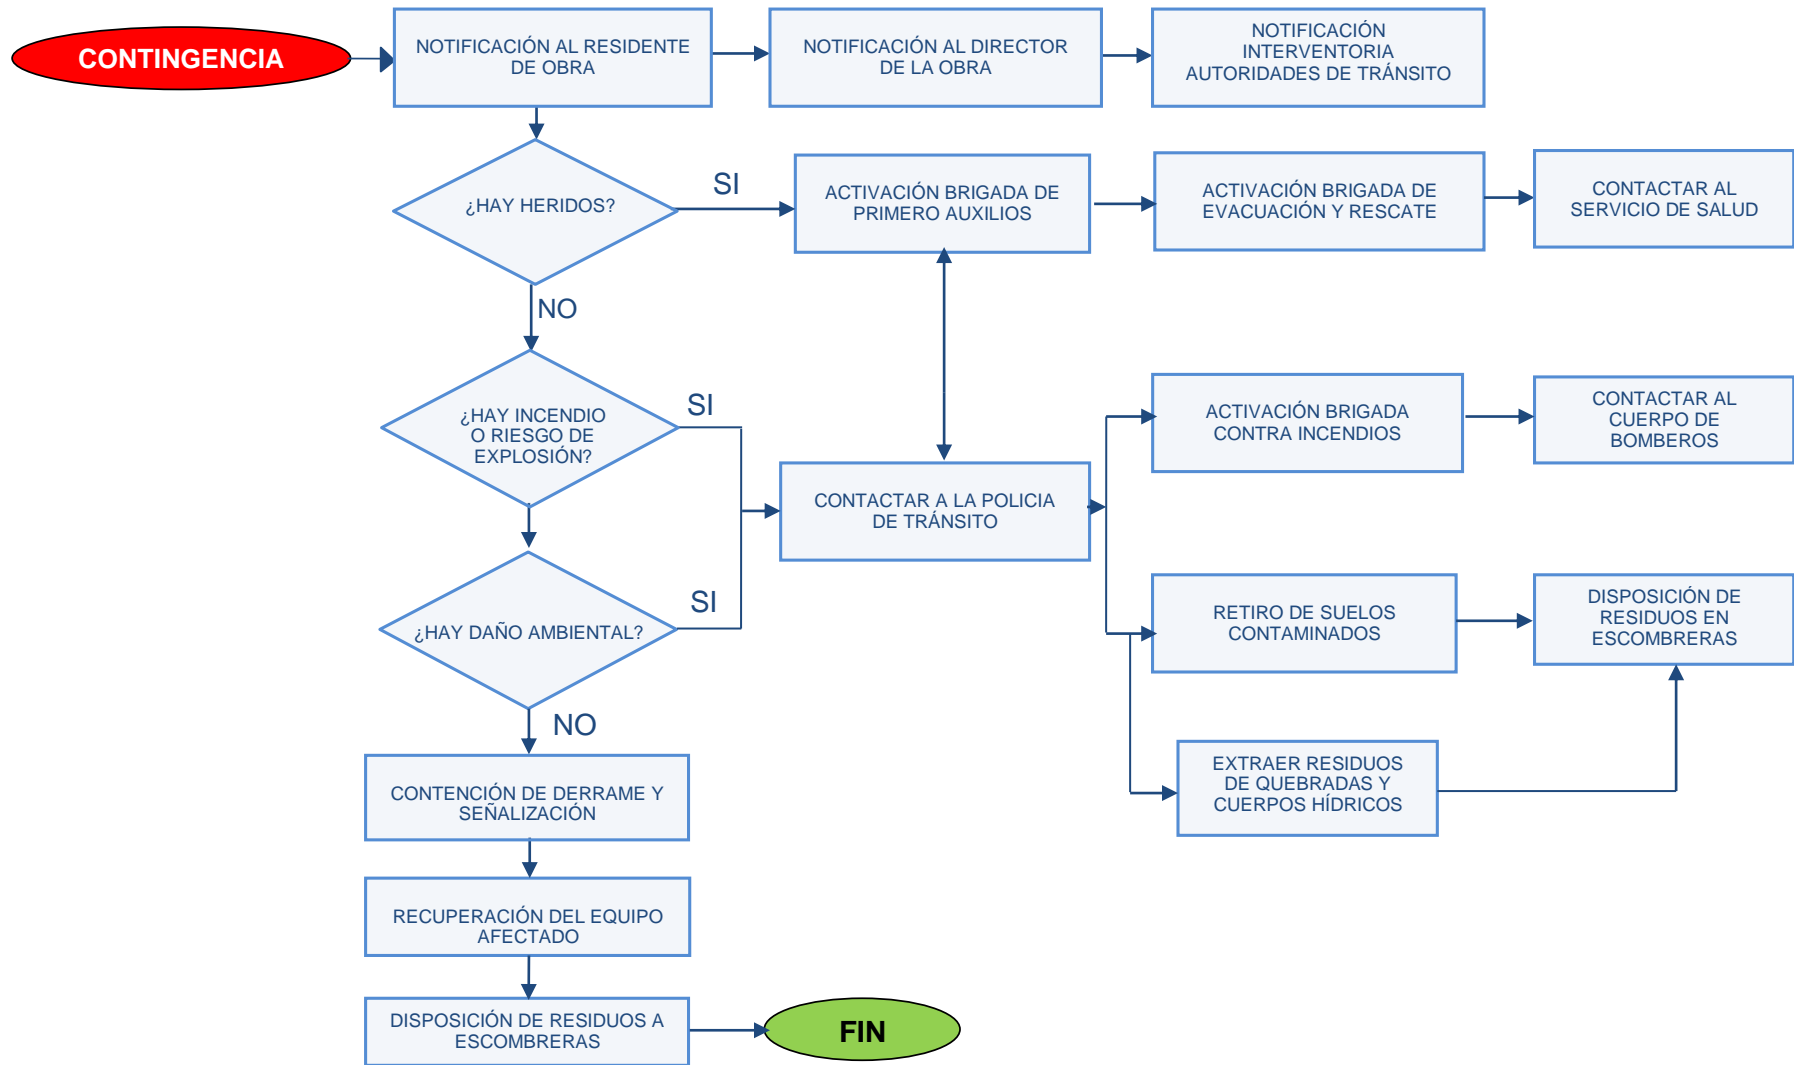 CONTINGENCIA
NOTIFICACIÓN AL RESIDENTE
DE OBRA
NOTIFICACIÓN AL DIRECTOR
DE LA OBRA
NOTIFICACIÓN
INTERVENTORIA
AUTORIDADES DE TRÁNSITO
¿HAY HERIDOS?
SI
ACTIVACIÓN BRIGADA DE
PRIMERO AUXILIOS
ACTIVACIÓN BRIGADA DE
EVACUACIÓN Y RESCATE
CONTACTAR AL
SERVICIO DE SALUD
NO
¿HAY INCENDIO
O RIESGO DE
EXPLOSIÓN?
SI
CONTACTAR A LA POLICIA
DE TRÁNSITO
ACTIVACIÓN BRIGADA
CONTRA INCENDIOS
CONTACTAR AL
CUERPO DE
BOMBEROS
¿HAY DAÑO AMBIENTAL?
SI
RETIRO DE SUELOS
CONTAMINADOS
DISPOSICIÓN DE
RESIDUOS EN
ESCOMBRERAS
NO
EXTRAER RESIDUOS
DE QUEBRADAS Y
CUERPOS HÍDRICOS
CONTENCIÓN DE DERRAME Y
SEÑALIZACIÓN
RECUPERACIÓN DEL EQUIPO
AFECTADO
DISPOSICIÓN DE RESIDUOS A
ESCOMBRERAS
FIN